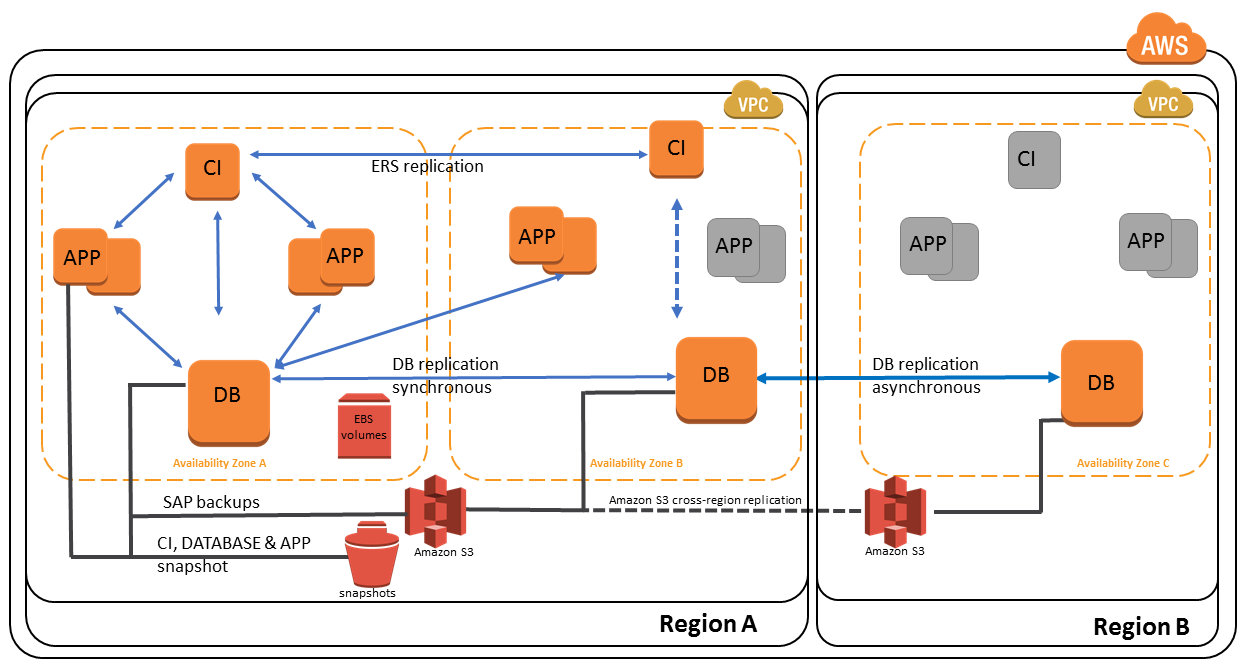 AWS
VPC
VPC
CI
ERS replication
CI
CI
APP
APP
APP
APP
APP
APP
DB
DB replication
synchronous
DB
DB replication
asynchronous
DB
EBS
volumes
Availability Zone A
Availability Zone B
Availability Zone C
SAP backups
Amazon S3 cross-region replication
CI, DATABASE & APP
snapshot
Amazon S3
Amazon S3
snapshots
Region A
Region B